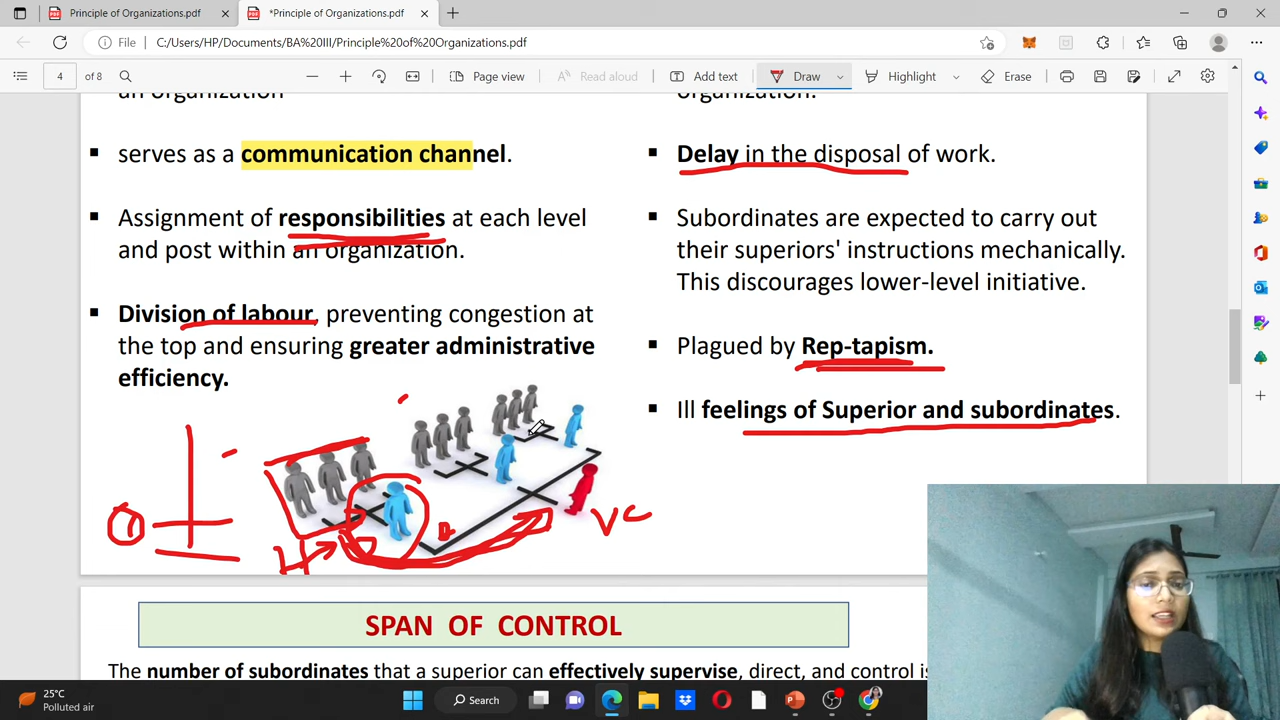 Principle of Organizations.pdf
*Principle of Organizations.pdf
File
C:/Users/HP/Documents/BA%20III/Principle%20of%20Organizations.pdf
4 of 8
Page view
Read aloud
Add text
Draw
Highlight
Erase
an organization
serves as a communication channel.
Assignment of responsibilities at each level
and post within an organization.
Division of labour, preventing congestion at
the top and ensuring greater administrative
efficiency.
organization.
Delay in the disposal of work.
Subordinates are expected to carry out
their superiors' instructions mechanically.
This discourages lower-level initiative.
Plagued by Rep-tapism.
Ill feelings of Superior and subordinates.
VC
H
SPAN OF CONTROL
The number of subordinates that a superior can effectively supervise, direct, and control is
25°C
Polluted air
Search